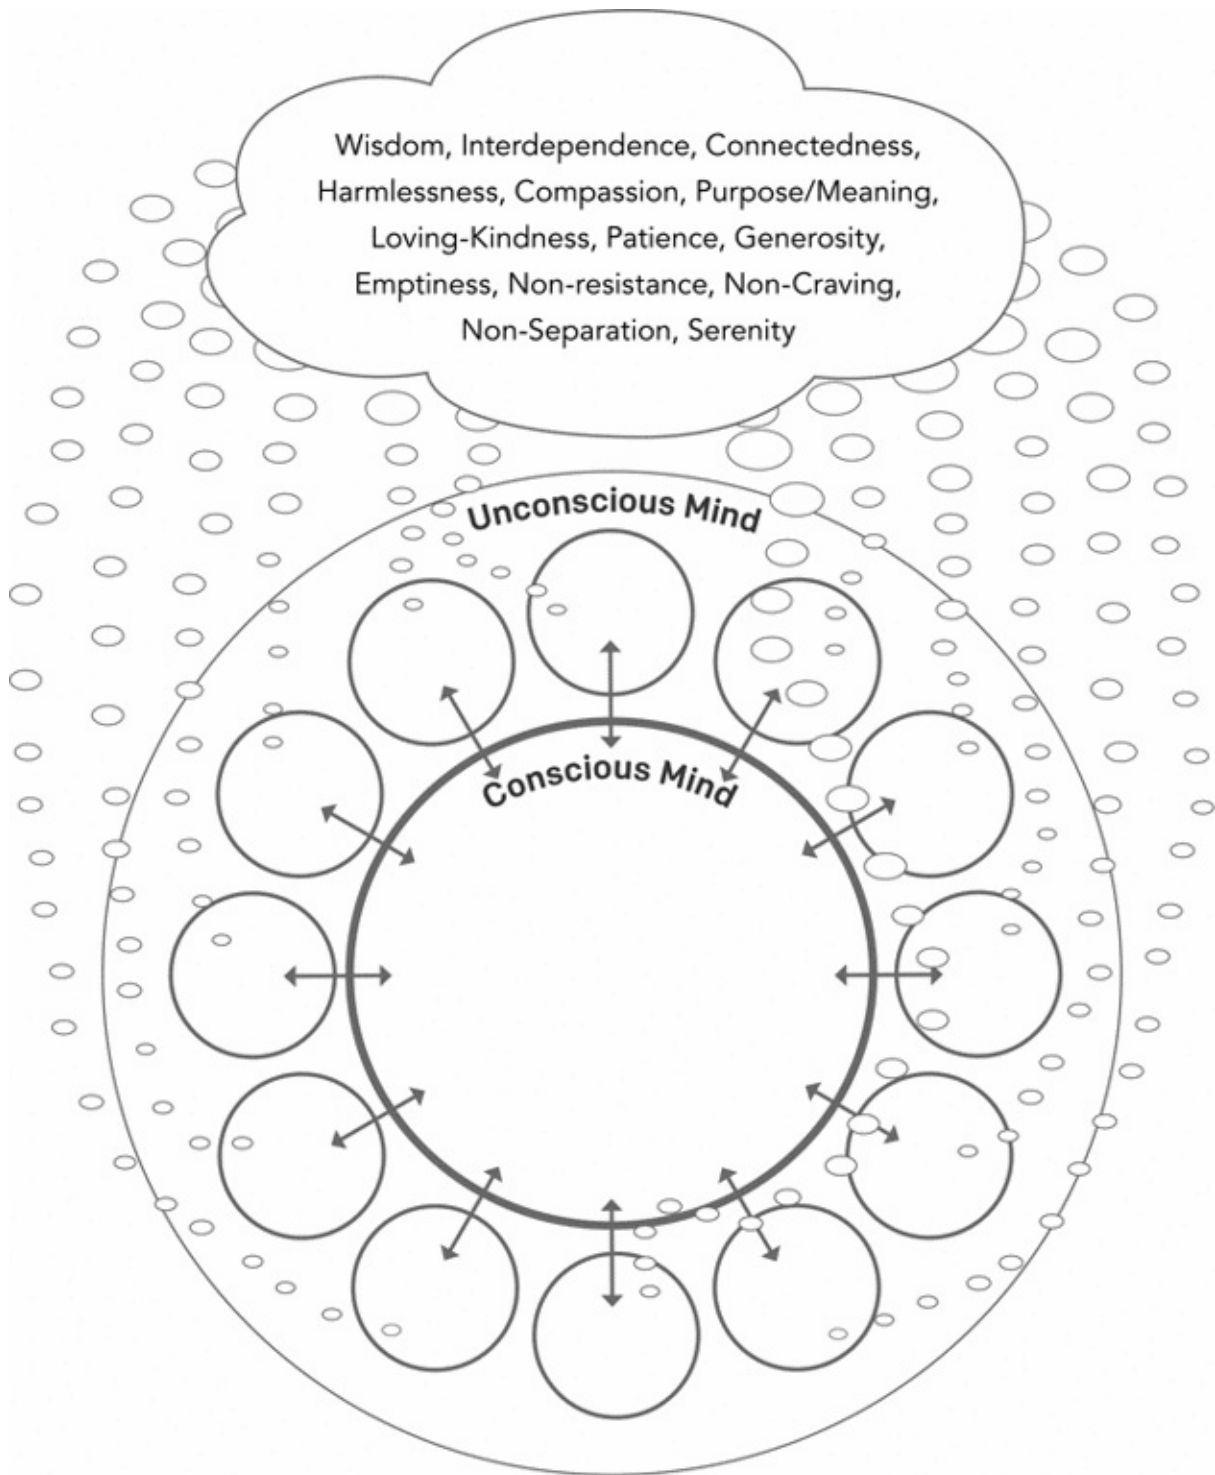 Wisdom, Interdependence, Connectedness,
Harmlessness, Compassion, Purpose/Meaning,
Loving-Kindness, Patience, Generosity,
Emptiness, Non-resistance, Non-Craving,
Non-Separation, Serenity
Unconscious Mind
Conscious Mind